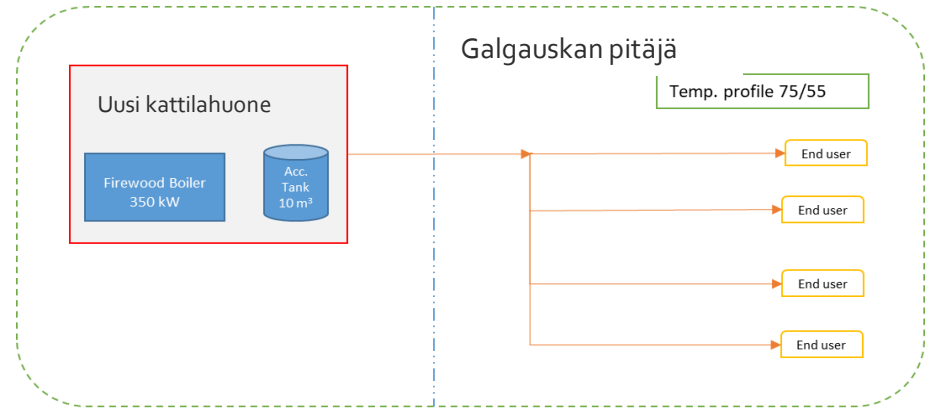 Galgauskan pitäjä
Temp. profile 75/55
Uusi kattilahuone
Firewood Boiler
350 kW
Acc.
Tank
10 m³
End user
End user
End user
End user